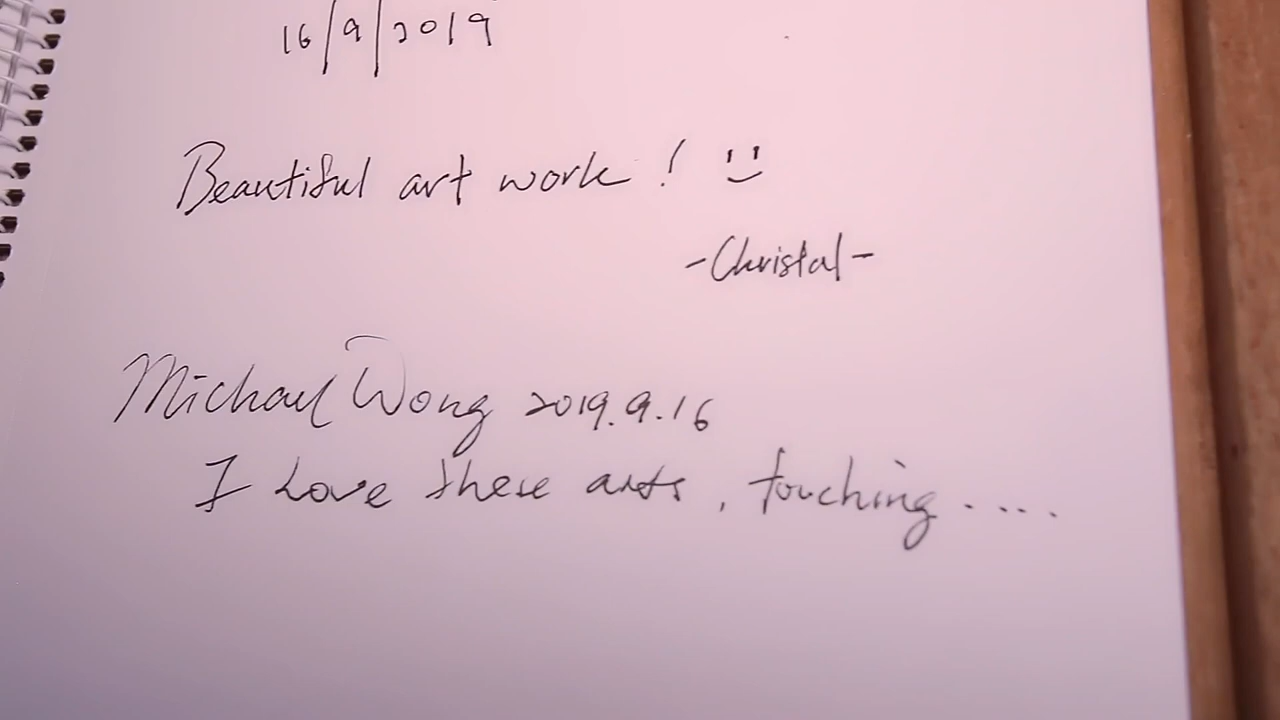 16/9/2019
Beautiful art work! :)
-Christal-
Michael Wong 2019.9.16
I Love these arts, touching....